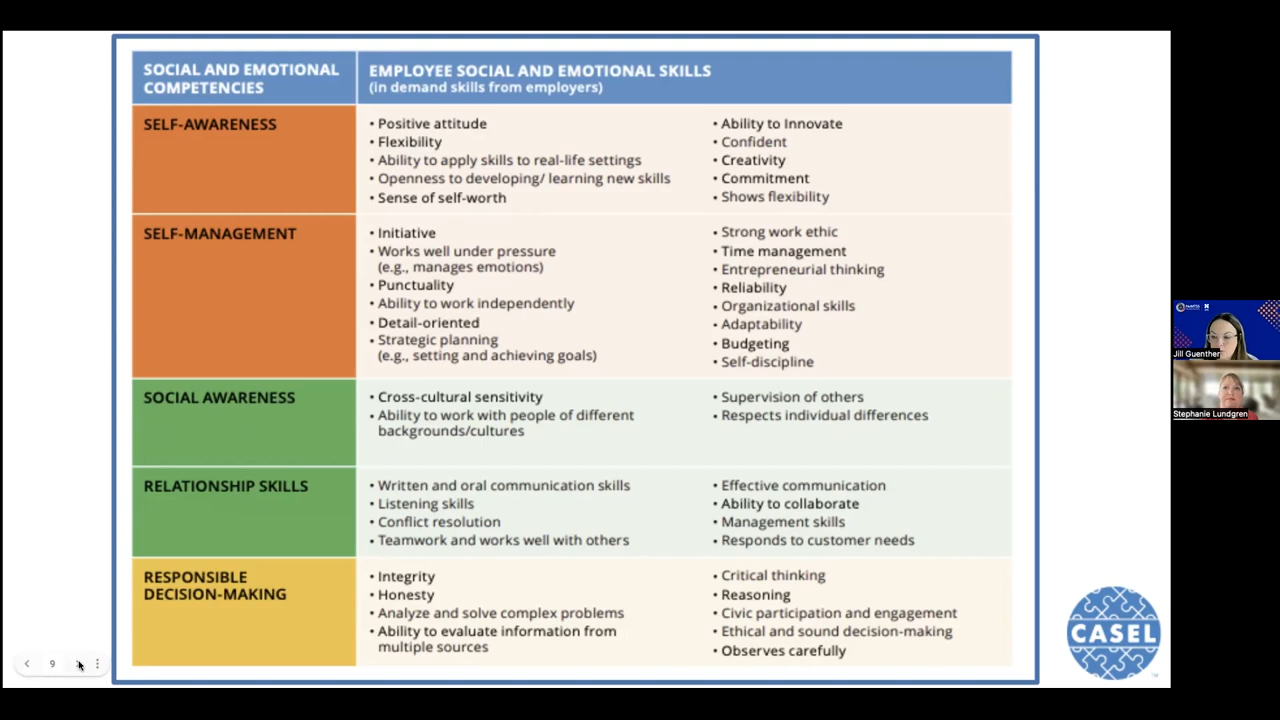 SOCIAL AND EMOTIONAL
COMPETENCIES
EMPLOYEE SOCIAL AND EMOTIONAL SKILLS
(in demand skills from employers)
SELF-AWARENESS
• Positive attitude
• Flexibility
• Ability to apply skills to real-life settings
• Openness to developing/ learning new skills
• Sense of self-worth
• Ability to Innovate
• Confident
• Creativity
• Commitment
• Shows flexibility
SELF-MANAGEMENT
• Initiative
• Works well under pressure
(e.g., manages emotions)
• Punctuality
• Ability to work independently
• Detail-oriented
• Strategic planning
(e.g., setting and achieving goals)
• Strong work ethic
• Time management
• Entrepreneurial thinking
• Reliability
• Organizational skills
• Adaptability
• Budgeting
• Self-discipline
SOCIAL AWARENESS
• Cross-cultural sensitivity
• Ability to work with people of different
backgrounds/cultures
• Supervision of others
• Respects individual differences
RELATIONSHIP SKILLS
• Written and oral communication skills
• Listening skills
• Conflict resolution
• Teamwork and works well with others
• Effective communication
• Ability to collaborate
• Management skills
• Responds to customer needs
RESPONSIBLE
DECISION-MAKING
• Integrity
• Honesty
• Analyze and solve complex problems
• Ability to evaluate information from
multiple sources
• Critical thinking
• Reasoning
• Civic participation and engagement
• Ethical and sound decision-making
• Observes carefully
CASEL
9
Jill Guenther
Stephanie Lundgren